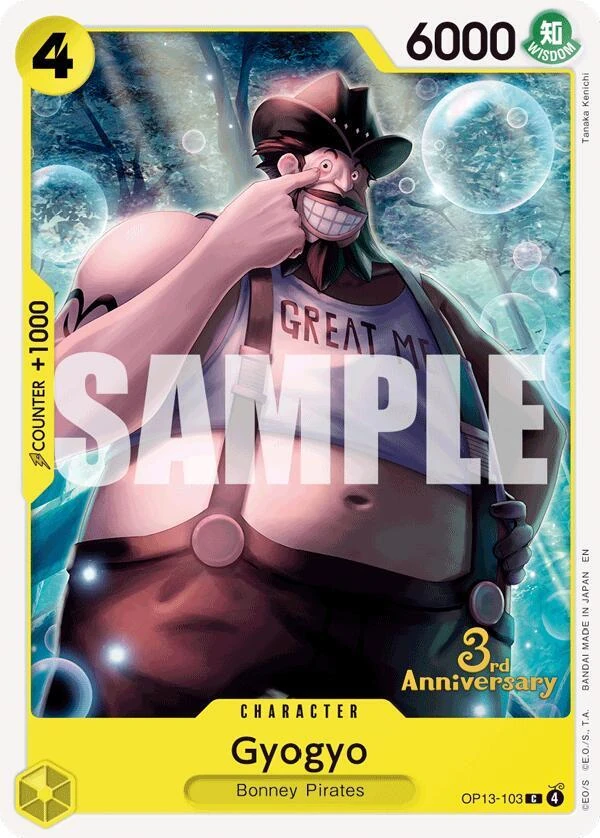 4
6000
知
WISDOM
Tanaka Kenichi
COUNTER +1000
GREAT ME
SAMPLE
3rd
Anniversary
CHARACTER
Gyogyo
Bonney Pirates
OP13-103 C 4
©EO/S ©E.O./S., T.A. BANDAI MADE IN JAPAN EN